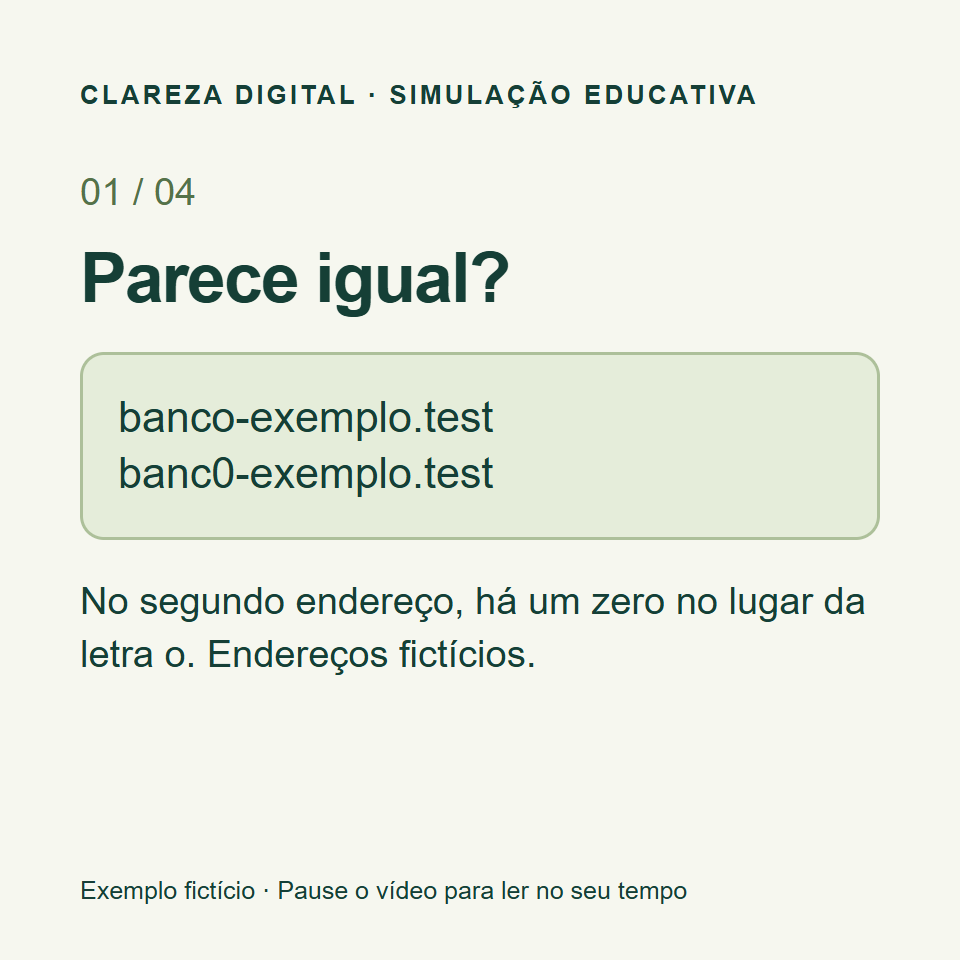 CLAREZA DIGITAL · SIMULAÇÃO EDUCATIVA
01 / 04
Parece igual?
banco-exemplo.test
banc0-exemplo.test
No segundo endereço, há um zero no lugar da
letra o. Endereços fictícios.
Exemplo fictício · Pause o vídeo para ler no seu tempo